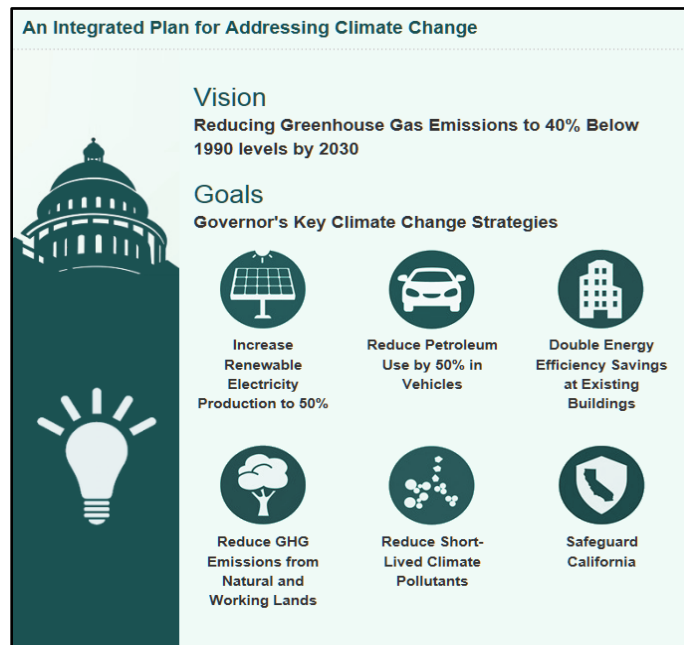 An Integrated Plan for Addressing Climate Change
Vision
Reducing Greenhouse Gas Emissions to 40% Below
1990 levels by 2030
Goals
Governor's Key Climate Change Strategies
Increase
Renewable
Electricity
Production to 50%
Reduce Petroleum
Use by 50% in
Vehicles
Double Energy
Efficiency Savings
at Existing
Buildings
Reduce GHG
Emissions from
Natural and
Working Lands
Reduce Short-
Lived Climate
Pollutants
Safeguard
California